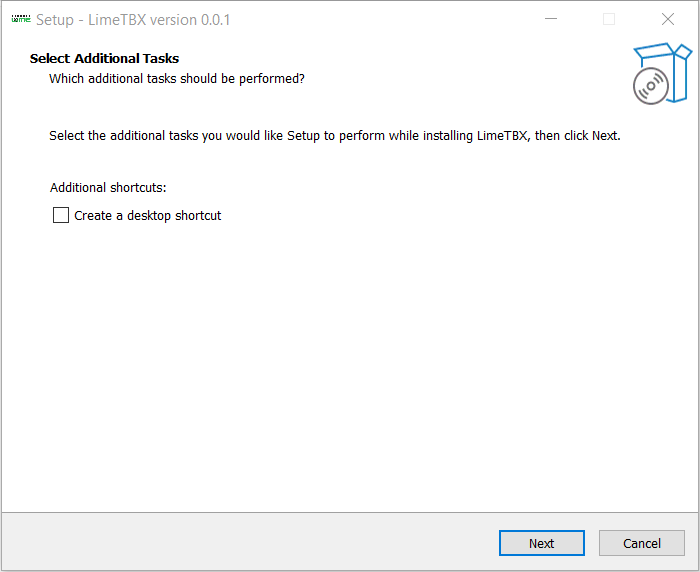 Setup - LimeTBX version 0.0.1
Select Additional Tasks
Which additional tasks should be performed?
Select the additional tasks you would like Setup to perform while installing LimeTBX, then click Next.
Additional shortcuts:
Create a desktop shortcut
Next
Cancel